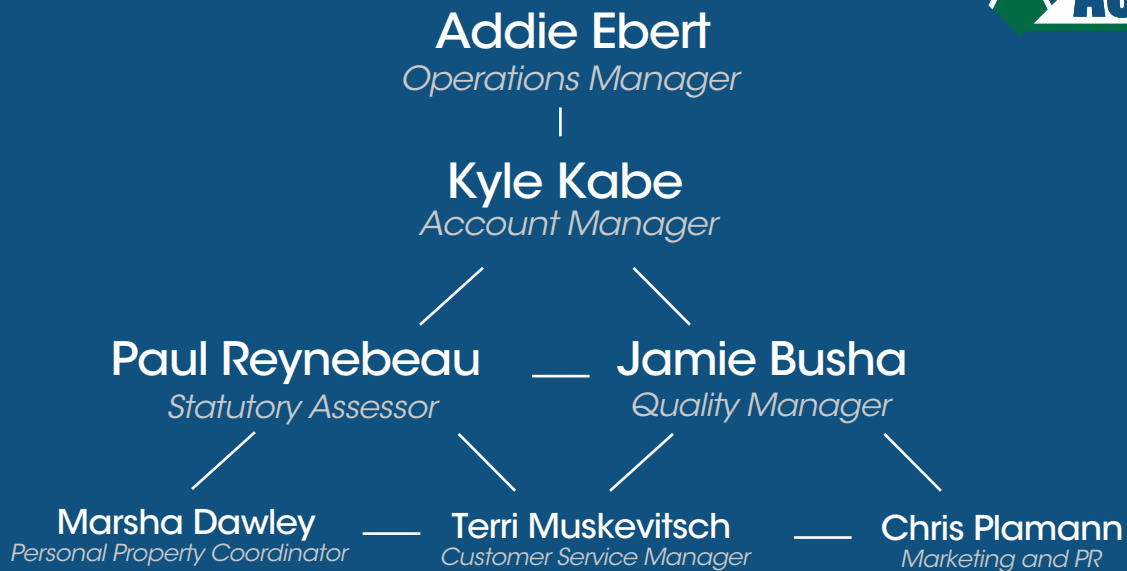 Addie Ebert
Operations Manager
Kyle Kabe
Account Manager
Paul Reynebeau
Jamie Busha
Statutory Assessor
Quality Manager
Marsha Dawley
Terri Muskevitsch
Chris Plamann
Personal Property Coordinator
Customer Service Manager
Marketing and PR